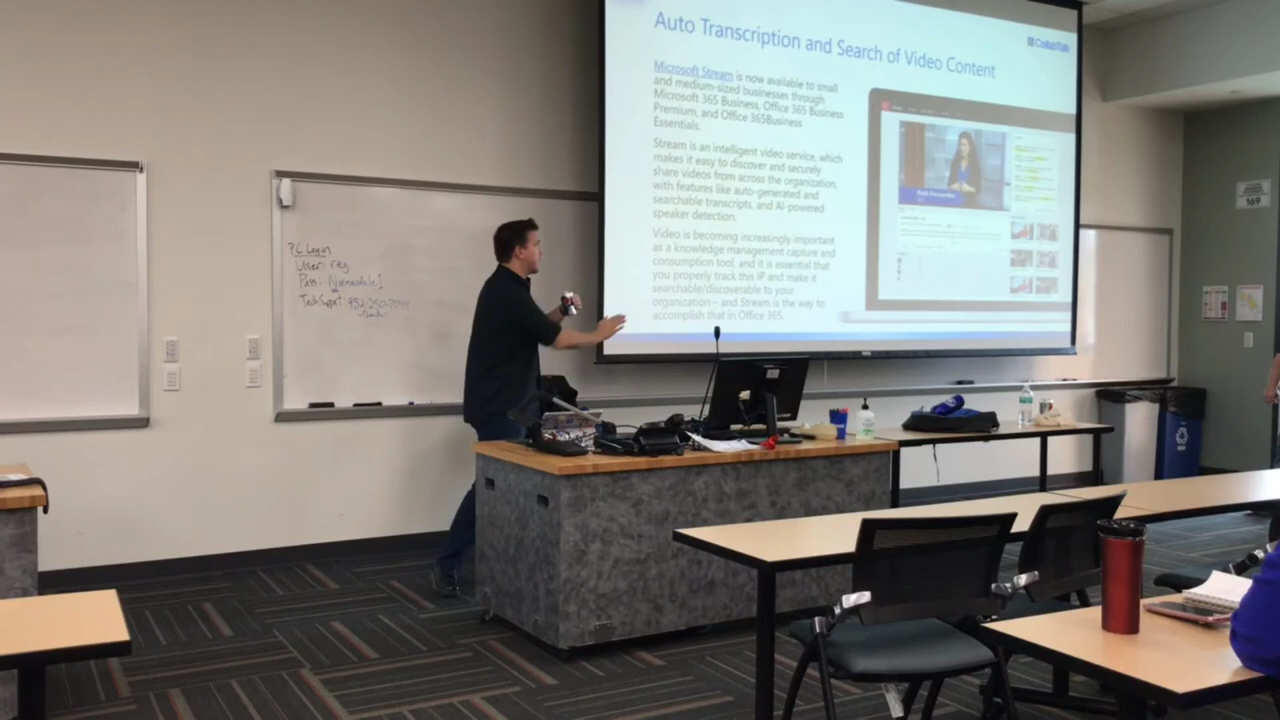 Auto Transcription and Search of Video Content
CollabTalk
Microsoft Stream is now available to small
and medium-sized businesses through
Microsoft 365 Business, Office 365 Business
Premium, and Office 365Business
Essentials.
Stream is an intelligent video service, which
makes it easy to discover and securely
share videos from across the organization,
with features like auto-generated and
searchable transcripts, and AI-powered
speaker detection.
Video is becoming increasingly important
as a knowledge management capture and
consumption tool, and it is essential that
you properly track this IP and make it
searchable/discoverable to your
organization – and Stream is the way to
accomplish that in Office 365.
PC Login
User: rtg
Pass: Normandale1
Tech Support:
169